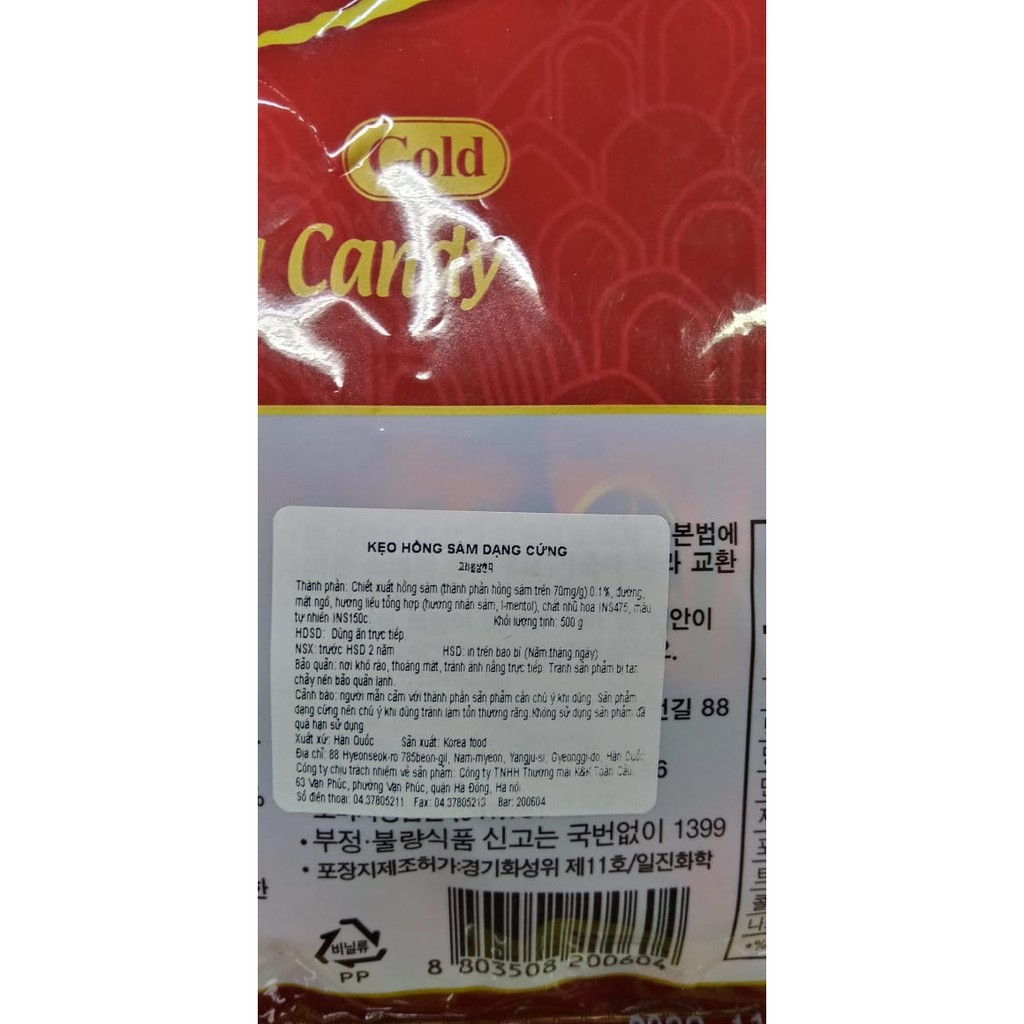 Gold
Candy
본법에
교환
KẸO HỒNG SÂM DẠNG CỨNG
고려홍삼캔디
Thành phần: Chiết xuất hồng sâm (thành phần hồng sâm trên 70mg/g) 0.1%, đường,
mật ngô, hương liệu tổng hợp (hương nhân sâm, l-mentol), chất nhũ hoá INS475, màu
tự nhiên INS150c. Khối lượng tịnh: 500 g
안이
HDSD: Dùng ăn trực tiếp.
NSX: trước HSD 2 năm HSD: in trên bao bì (Năm.tháng ngày)
Bảo quản: nơi khô ráo, thoáng mát, tránh ánh nắng trực tiếp. Tránh sản phẩm bị tan
chảy nên bảo quản lạnh.
Cảnh báo: người mẫn cảm với thành phần sản phẩm cần chú ý khi dùng. Sản phẩm
dạng cứng nên chú ý khi dùng tránh làm tổn thương răng.Không sử dụng sản phẩm đã
quá hạn sử dụng
길 88
Xuất xứ: Hàn Quốc Sản xuất: Korea food
Địa chỉ: 88 Hyeonseok-ro 785beon-gil, Nam-myeon, Yangju-si, Gyeonggi-do, Hàn Quốc
Công ty chịu trách nhiệm về sản phẩm: Công ty TNHH Thương mại K&K Toàn Cầu.
6
63 Vạn Phúc, phường Vạn Phúc, quận Hà Đông, Hà nội
Số điện thoại: 04.37805211 Fax: 04.37805213 Bar: 200604
• 부정·불량식품 신고는 국번없이 1399
• 포장지제조허가:경기화성위 제11호/일진화학
비닐류
PP
8 803508 200604